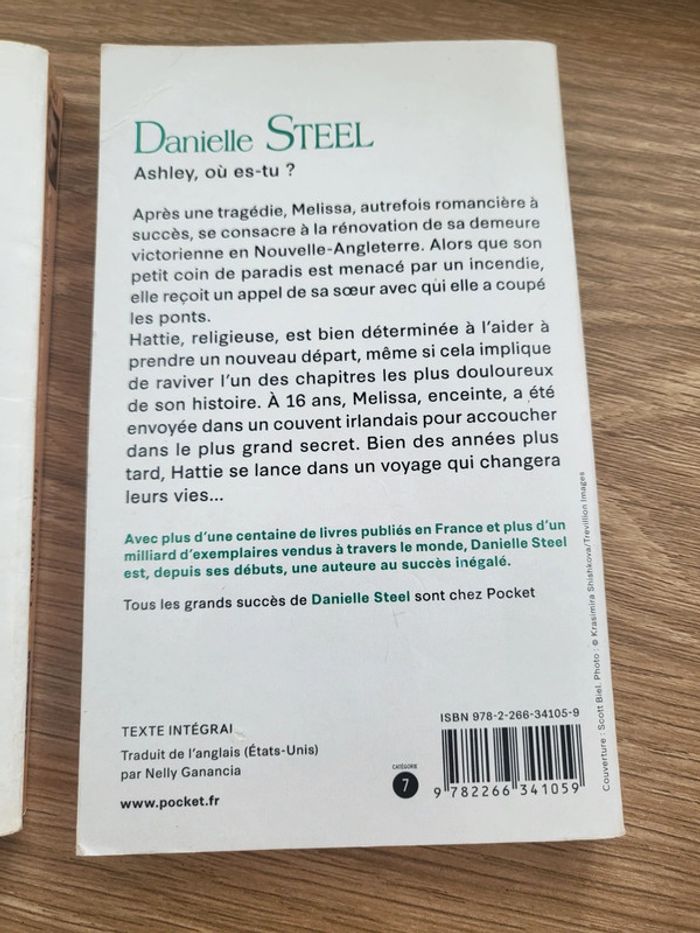 Danielle STEEL
Ashley, où es-tu ?
Après une tragédie, Melissa, autrefois romancière à
succès, se consacre à la rénovation de sa demeure
victorienne en Nouvelle-Angleterre. Alors que son
petit coin de paradis est menacé par un incendie,
elle reçoit un appel de sa sœur avec qui elle a coupé
les ponts.
Hattie, religieuse, est bien déterminée à l'aider à
prendre un nouveau départ, même si cela implique
de raviver l'un des chapitres les plus douloureux
de son histoire. À 16 ans, Melissa, enceinte, a été
envoyée dans un couvent irlandais pour accoucher
dans le plus grand secret. Bien des années plus
tard, Hattie se lance dans un voyage qui changera
leurs vies...
Avec plus d'une centaine de livres publiés en France et plus d'un
milliard d'exemplaires vendus à travers le monde, Danielle Steel
est, depuis ses débuts, une auteure au succès inégalé.
Tous les grands succès de Danielle Steel sont chez Pocket
TEXTE INTÉGRAL
Traduit de l'anglais (États-Unis)
par Nelly Ganancia
www.pocket.fr
CATÉGORIE
7
ISBN 978-2-266-34105-9
9 782266 341059
Couverture : Scott Biel. Photo : © Krasimira Shishkova/Trevillion Images